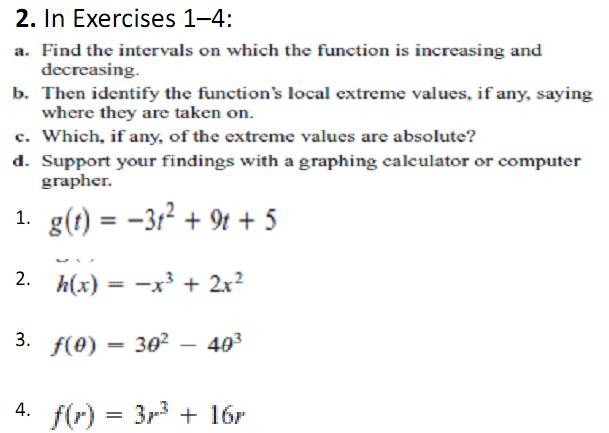 2. In Exercises 1–4:
a. Find the intervals on which the function is increasing and
decreasing.
b. Then identify the function's local extreme values, if any, saying
where they are taken on.
c. Which, if any, of the extreme values are absolute?
d. Support your findings with a graphing calculator or computer
grapher.
1. g(t) = −3t² + 9t + 5
2. h(x) = −x³ + 2x²
3. f(θ) = 3θ² − 4θ³
4. f(r) = 3r³ + 16r